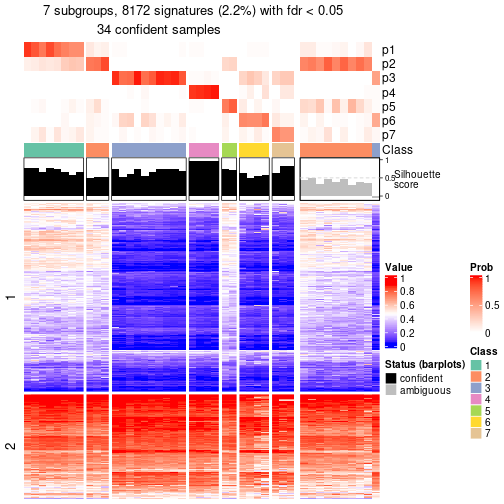 7 subgroups, 8172 signatures (2.2%) with fdr < 0.05
34 confident samples
p1
p2
p3
p4
p5
p6
p7
Class
1
0.5
0
Silhouette
score
1
2
Value
1
0.8
0.6
0.4
0.2
0
Prob
1
0.5
0
Status (barplots)
confident
ambiguous
Class
1
2
3
4
5
6
7